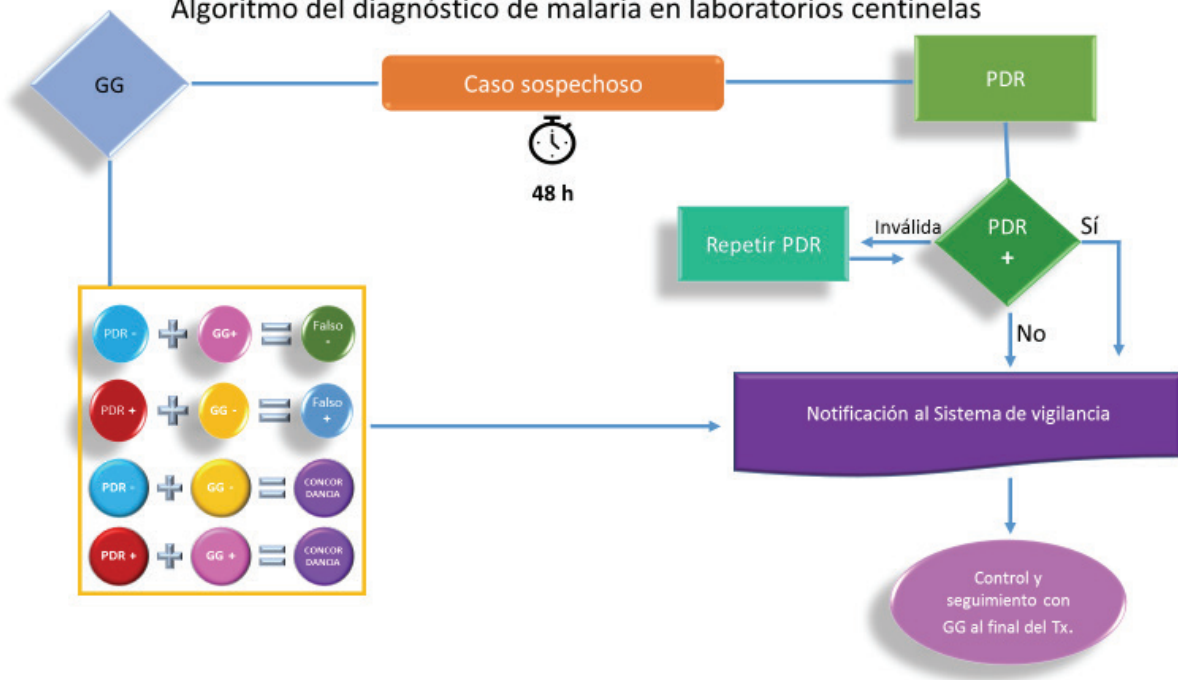 Algoritmo del diagnóstico de malaria en laboratorios centinelas
GG
Caso sospechoso
PDR
48 h
Repetir PDR
Inválida
PDR
+
Sí
No
PDR -
GG+
Falso
-
PDR +
GG -
Falso
+
PDR -
GG -
CONCOR
DANCIA
PDR +
GG +
CONCOR
DANCIA
Notificación al Sistema de vigilancia
Control y
seguimiento con
GG al final del Tx.